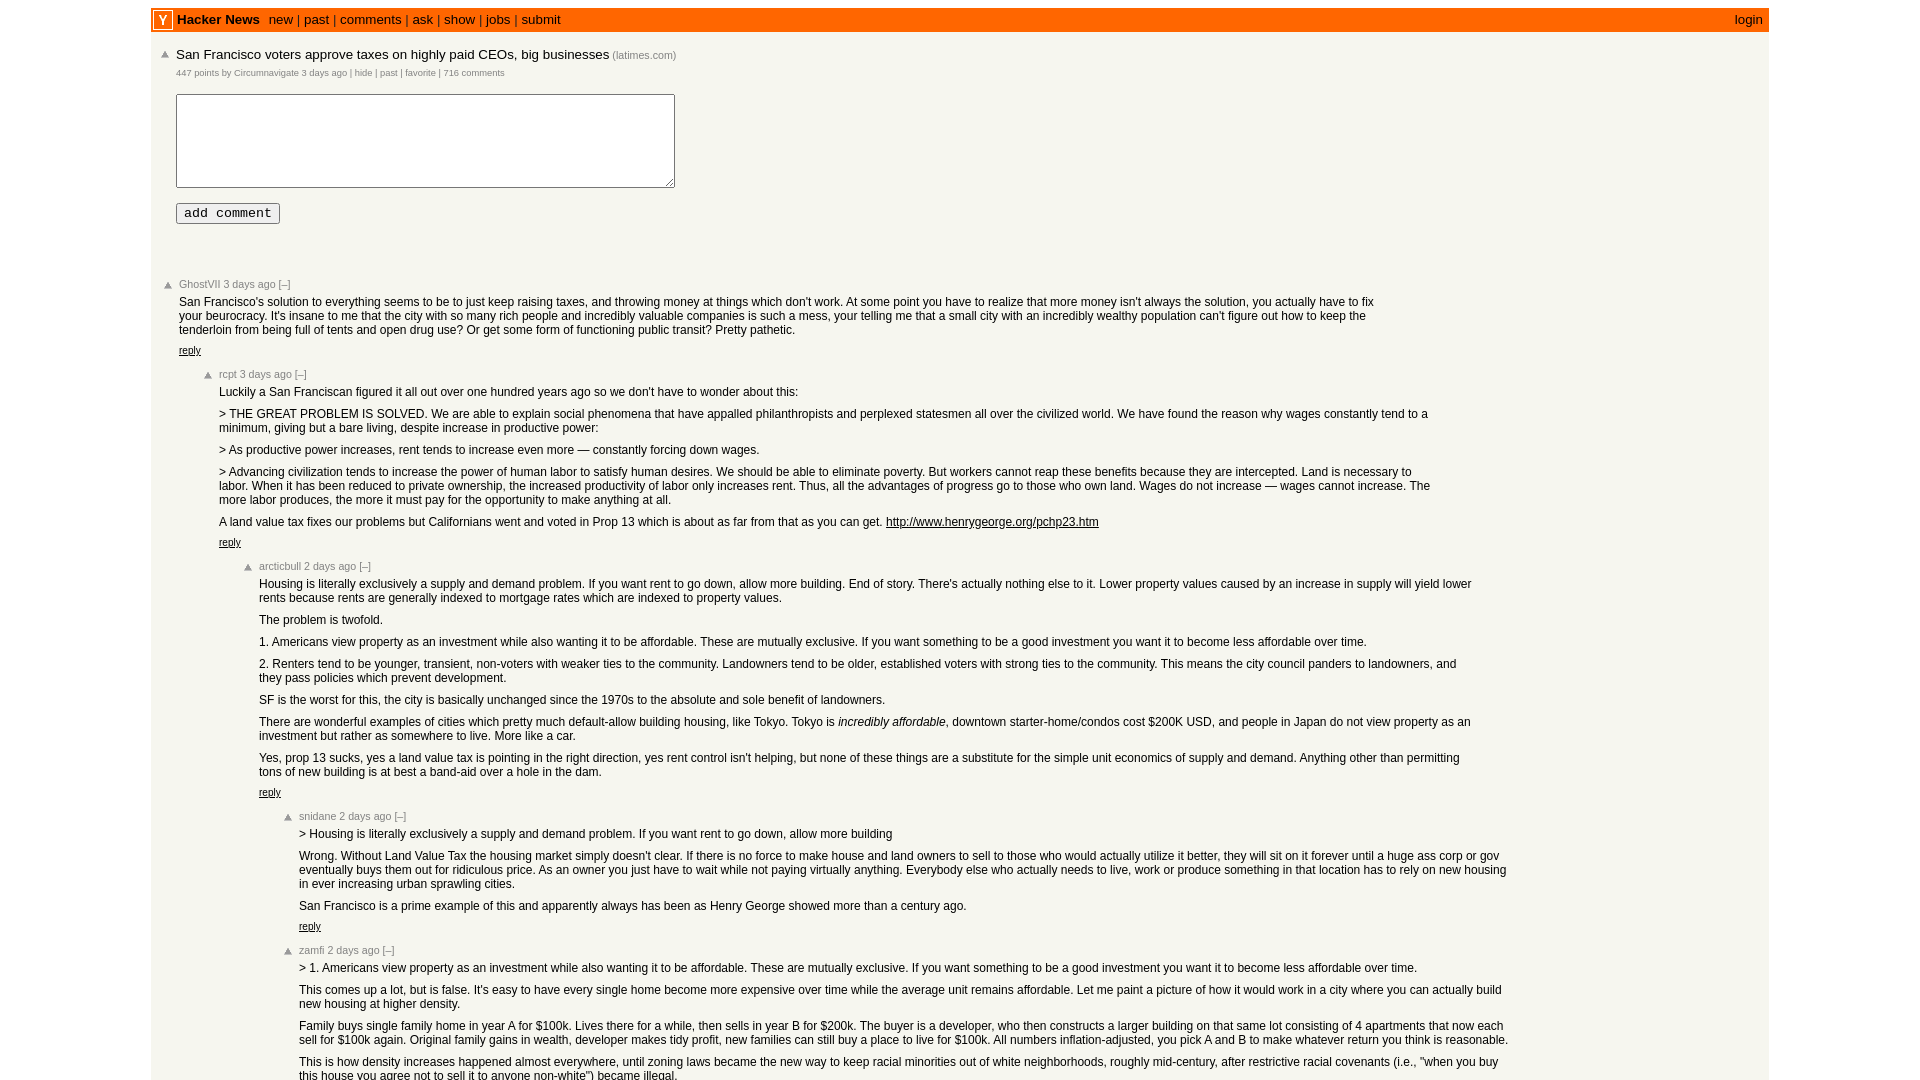 Y Hacker News new | past | comments | ask | show | jobs | submit login
San Francisco voters approve taxes on highly paid CEOs, big businesses (latimes.com)
447 points by Circumnavigate 3 days ago | hide | past | favorite | 716 comments
add comment
GhostVII 3 days ago [–]
San Francisco's solution to everything seems to be to just keep raising taxes, and throwing money at things which don't work. At some point you have to realize that more money isn't always the solution, you actually have to fix
your beurocracy. It's insane to me that the city with so many rich people and incredibly valuable companies is such a mess, your telling me that a small city with an incredibly wealthy population can't figure out how to keep the
tenderloin from being full of tents and open drug use? Or get some form of functioning public transit? Pretty pathetic.
reply
rcpt 3 days ago [–]
Luckily a San Franciscan figured it all out over one hundred years ago so we don't have to wonder about this:
> THE GREAT PROBLEM IS SOLVED. We are able to explain social phenomena that have appalled philanthropists and perplexed statesmen all over the civilized world. We have found the reason why wages constantly tend to a
minimum, giving but a bare living, despite increase in productive power:
> As productive power increases, rent tends to increase even more — constantly forcing down wages.
> Advancing civilization tends to increase the power of human labor to satisfy human desires. We should be able to eliminate poverty. But workers cannot reap these benefits because they are intercepted. Land is necessary to
labor. When it has been reduced to private ownership, the increased productivity of labor only increases rent. Thus, all the advantages of progress go to those who own land. Wages do not increase — wages cannot increase. The
more labor produces, the more it must pay for the opportunity to make anything at all.
A land value tax fixes our problems but Californians went and voted in Prop 13 which is about as far from that as you can get. http://www.henrygeorge.org/pchp23.htm
reply
arcticbull 2 days ago [–]
Housing is literally exclusively a supply and demand problem. If you want rent to go down, allow more building. End of story. There's actually nothing else to it. Lower property values caused by an increase in supply will yield lower
rents because rents are generally indexed to mortgage rates which are indexed to property values.
The problem is twofold.
1. Americans view property as an investment while also wanting it to be affordable. These are mutually exclusive. If you want something to be a good investment you want it to become less affordable over time.
2. Renters tend to be younger, transient, non-voters with weaker ties to the community. Landowners tend to be older, established voters with strong ties to the community. This means the city council panders to landowners, and
they pass policies which prevent development.
SF is the worst for this, the city is basically unchanged since the 1970s to the absolute and sole benefit of landowners.
There are wonderful examples of cities which pretty much default-allow building housing, like Tokyo. Tokyo is incredibly affordable, downtown starter-home/condos cost $200K USD, and people in Japan do not view property as an
investment but rather as somewhere to live. More like a car.
Yes, prop 13 sucks, yes a land value tax is pointing in the right direction, yes rent control isn't helping, but none of these things are a substitute for the simple unit economics of supply and demand. Anything other than permitting
tons of new building is at best a band-aid over a hole in the dam.
reply
snidane 2 days ago [–]
> Housing is literally exclusively a supply and demand problem. If you want rent to go down, allow more building
Wrong. Without Land Value Tax the housing market simply doesn't clear. If there is no force to make house and land owners to sell to those who would actually utilize it better, they will sit on it forever until a huge ass corp or gov
eventually buys them out for ridiculous price. As an owner you just have to wait while not paying virtually anything. Everybody else who actually needs to live, work or produce something in that location has to rely on new housing
in ever increasing urban sprawling cities.
San Francisco is a prime example of this and apparently always has been as Henry George showed more than a century ago.
reply
zamfi 2 days ago [–]
> 1. Americans view property as an investment while also wanting it to be affordable. These are mutually exclusive. If you want something to be a good investment you want it to become less affordable over time.
This comes up a lot, but is false. It's easy to have every single home become more expensive over time while the average unit remains affordable. Let me paint a picture of how it would work in a city where you can actually build
new housing at higher density.
Family buys single family home in year A for $100k. Lives there for a while, then sells in year B for $200k. The buyer is a developer, who then constructs a larger building on that same lot consisting of 4 apartments that now each
sell for $100k again. Original family gains in wealth, developer makes tidy profit, new families can still buy a place to live for $100k. All numbers inflation-adjusted, you pick A and B to make whatever return you think is reasonable.
This is how density increases happened almost everywhere, until zoning laws became the new way to keep racial minorities out of white neighborhoods, roughly mid-century, after restrictive racial covenants (i.e., "when you buy
this house you agree not to sell it to anyone non-white") became illegal.